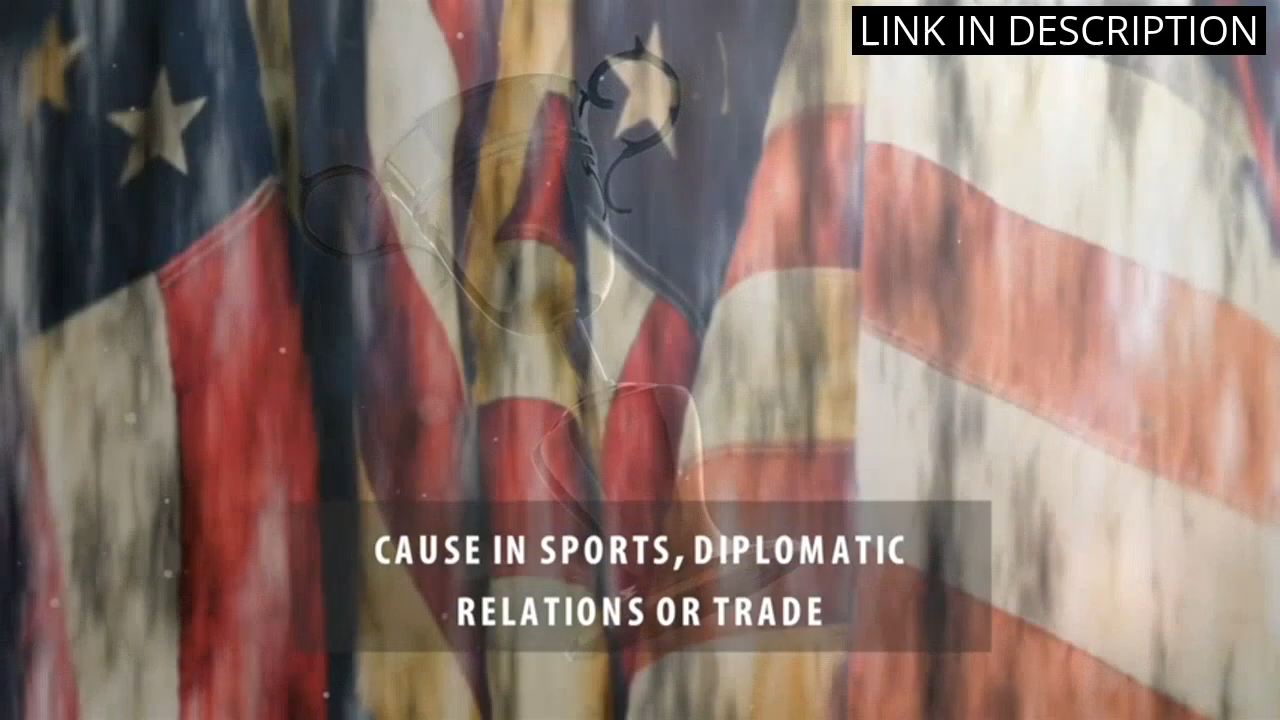 LINK IN DESCRIPTION
CAUSE IN SPORTS, DIPLOMATIC
RELATIONS OR TRADE